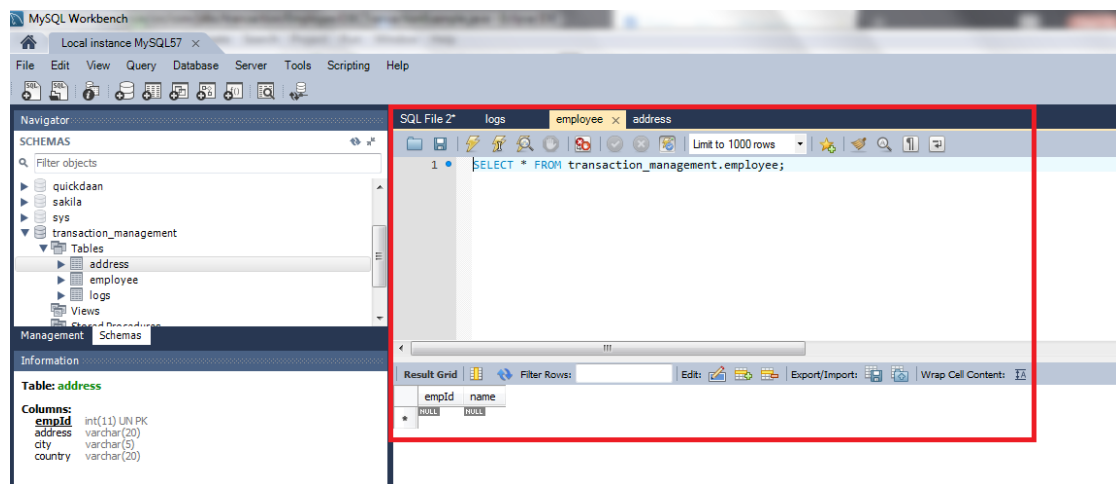 MySQL Workbench
Local instance MySQL57 ×
File Edit View Query Database Server Tools Scripting Help
Navigator
SCHEMAS
Filter objects
quickdaan
sakila
sys
transaction_management
Tables
address
employee
logs
Views
Stored Procedures
Management Schemas
Information
Table: address
Columns:
empId int(11) UN PK
address varchar(20)
city varchar(5)
country varchar(20)
SQL File 2* logs employee × address
Limit to 1000 rows
1 SELECT * FROM transaction_management.employee;
Result Grid Filter Rows: Edit: Export/Import: Wrap Cell Content:
empId name
* NULL NULL